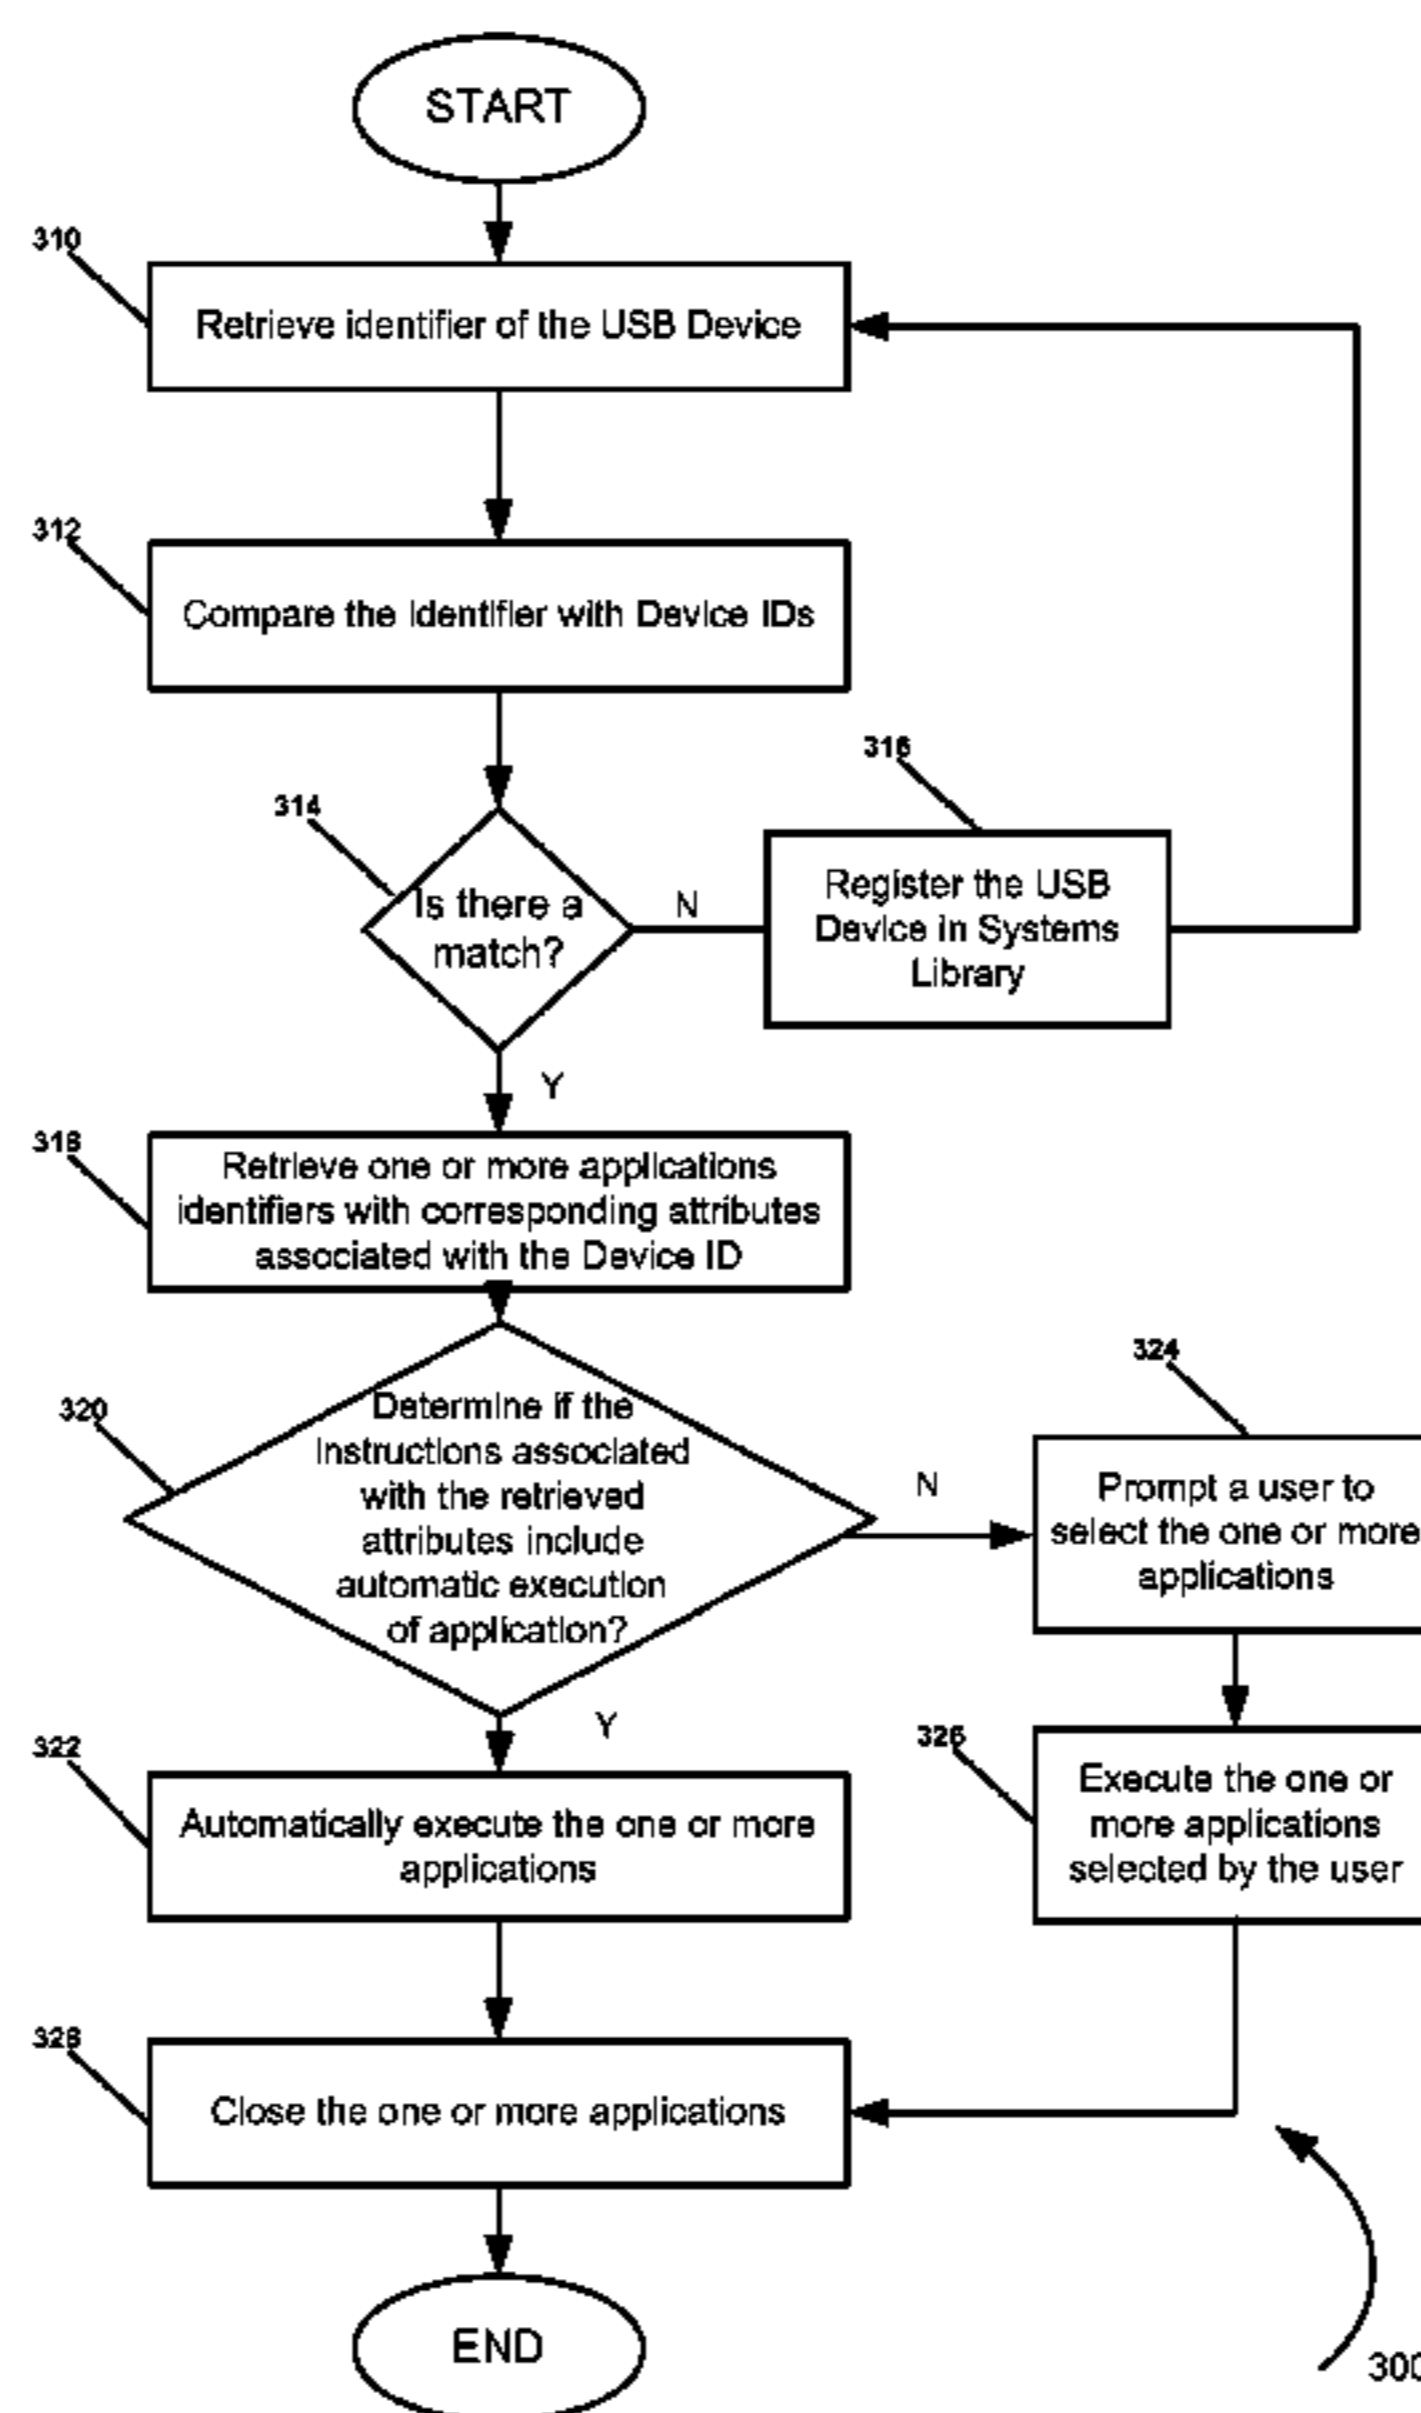 START
310
Retrieve identifier of the USB Device
312
Compare the Identifier with Device IDs
314
Is there a
match?
N
316
Register the USB
Device in Systems
Library
Y
318
Retrieve one or more applications
identifiers with corresponding attributes
associated with the Device ID
320
Determine if the
Instructions associated
with the retrieved
attributes include
automatic execution
of application?
N
324
Prompt a user to
select the one or more
applications
Y
322
Automatically execute the one or more
applications
326
Execute the one or
more applications
selected by the user
328
Close the one or more applications
END
300